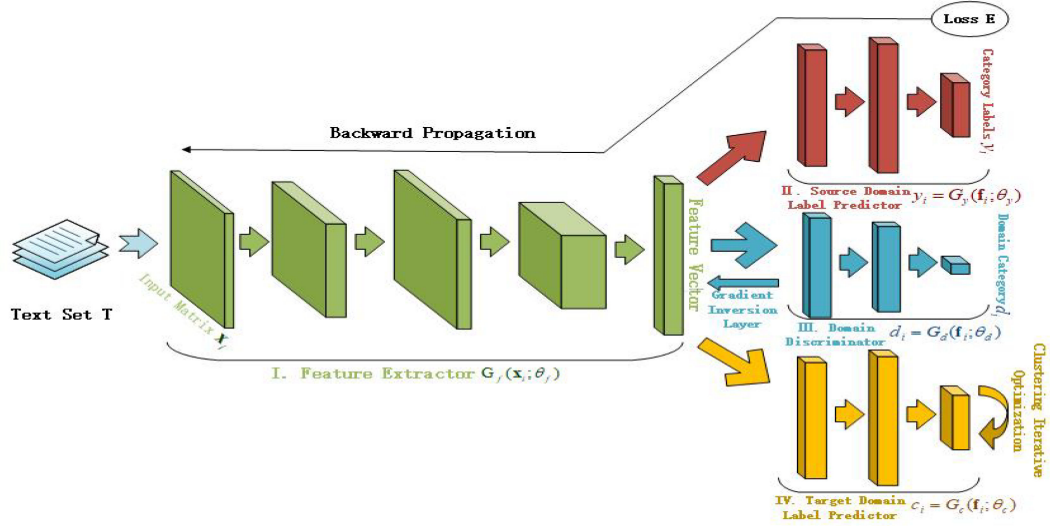 Loss E
Backward Propagation
Text Set T
Input Matrix X_i
I. Feature Extractor G_f(x_i;θ_f)
Feature Vector
Category Labels y_i
II. Source Domain
Label Predictor
y_i = G_y(f_i;θ_y)
Gradient
Inversion
Layer
Domain Category d_i
III. Domain
Discriminator
d_i = G_d(f_i;θ_d)
Clustering Iterative
Optimization
IV. Target Domain
Label Predictor
c_i = G_c(f_i;θ_c)